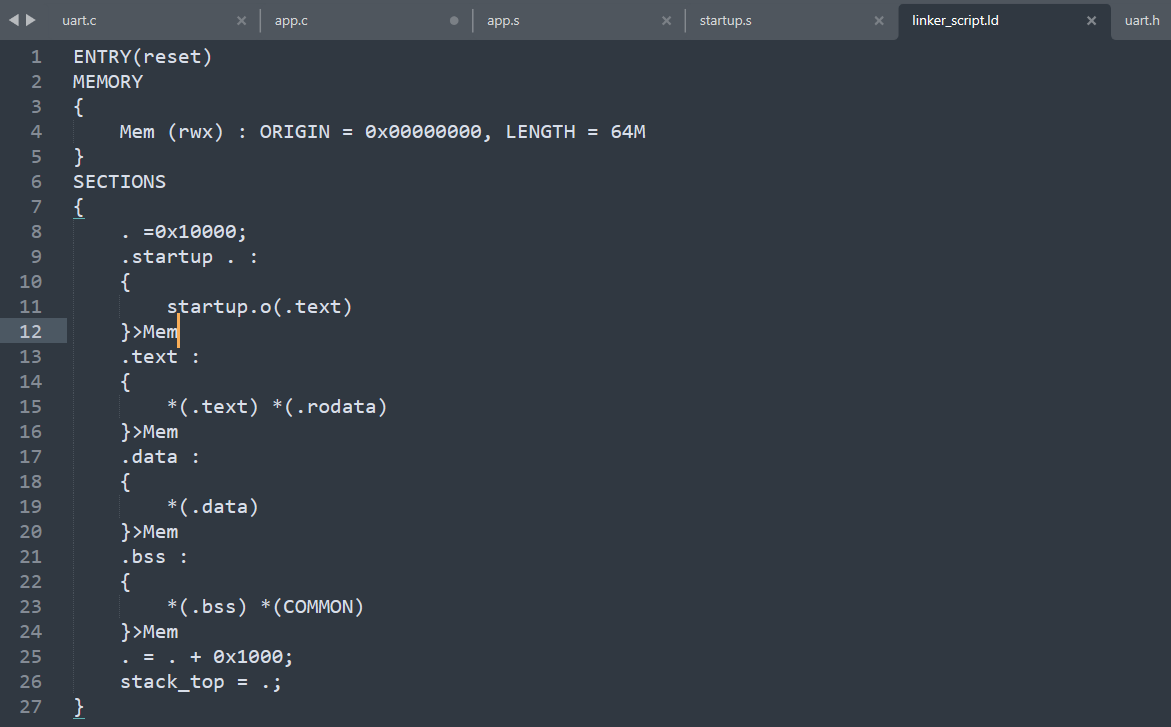 uart.c app.c app.s startup.s linker_script.ld uart.h
1 ENTRY(reset)
2 MEMORY
3 {
4 Mem (rwx) : ORIGIN = 0x00000000, LENGTH = 64M
5 }
6 SECTIONS
7 {
8 . =0x10000;
9 .startup . :
10 {
11 startup.o(.text)
12 }>Mem
13 .text :
14 {
15 *(.text) *(.rodata)
16 }>Mem
17 .data :
18 {
19 *(.data)
20 }>Mem
21 .bss :
22 {
23 *(.bss) *(COMMON)
24 }>Mem
25 . = . + 0x1000;
26 stack_top = .;
27 }